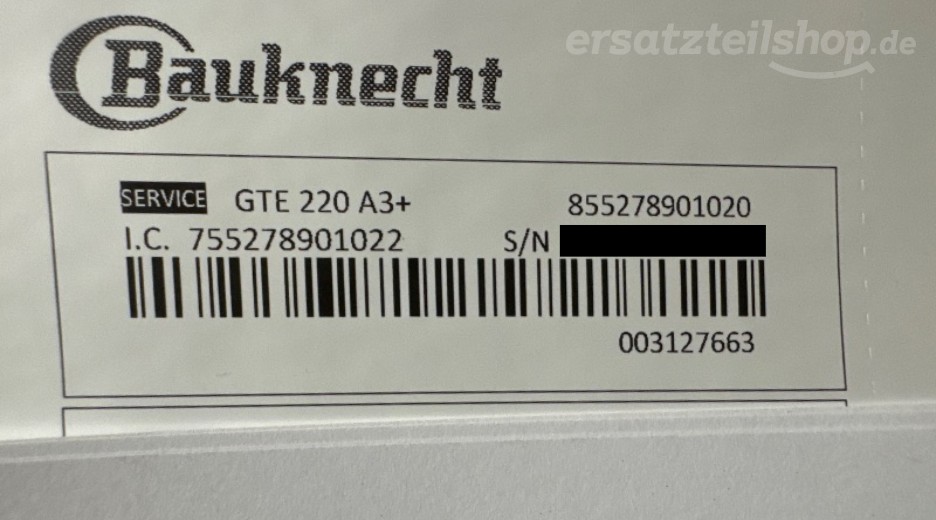 ersatzteilshop.de
Bauknecht
SERVICE GTE 220 A3+ 855278901020
I.C. 755278901022 S/N
003127663